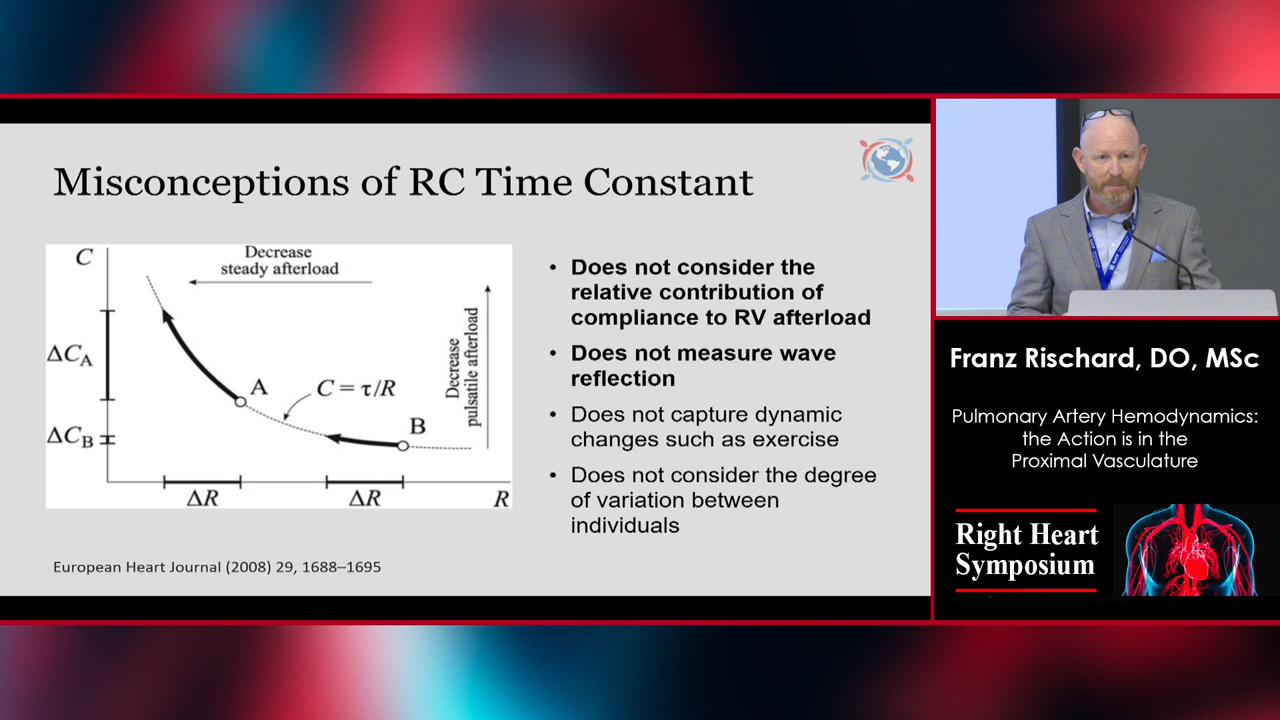 Misconceptions of RC Time Constant
C
Decrease
steady afterload
ΔCA
A
C = τ/R
Decrease
pulsatile afterload
ΔCB
B
ΔR
ΔR
R
• Does not consider the
relative contribution of
compliance to RV afterload
• Does not measure wave
reflection
• Does not capture dynamic
changes such as exercise
• Does not consider the degree
of variation between
individuals
European Heart Journal (2008) 29, 1688–1695
Franz Rischard, DO, MSc
Pulmonary Artery Hemodynamics:
the Action is in the
Proximal Vasculature
Right Heart
Symposium